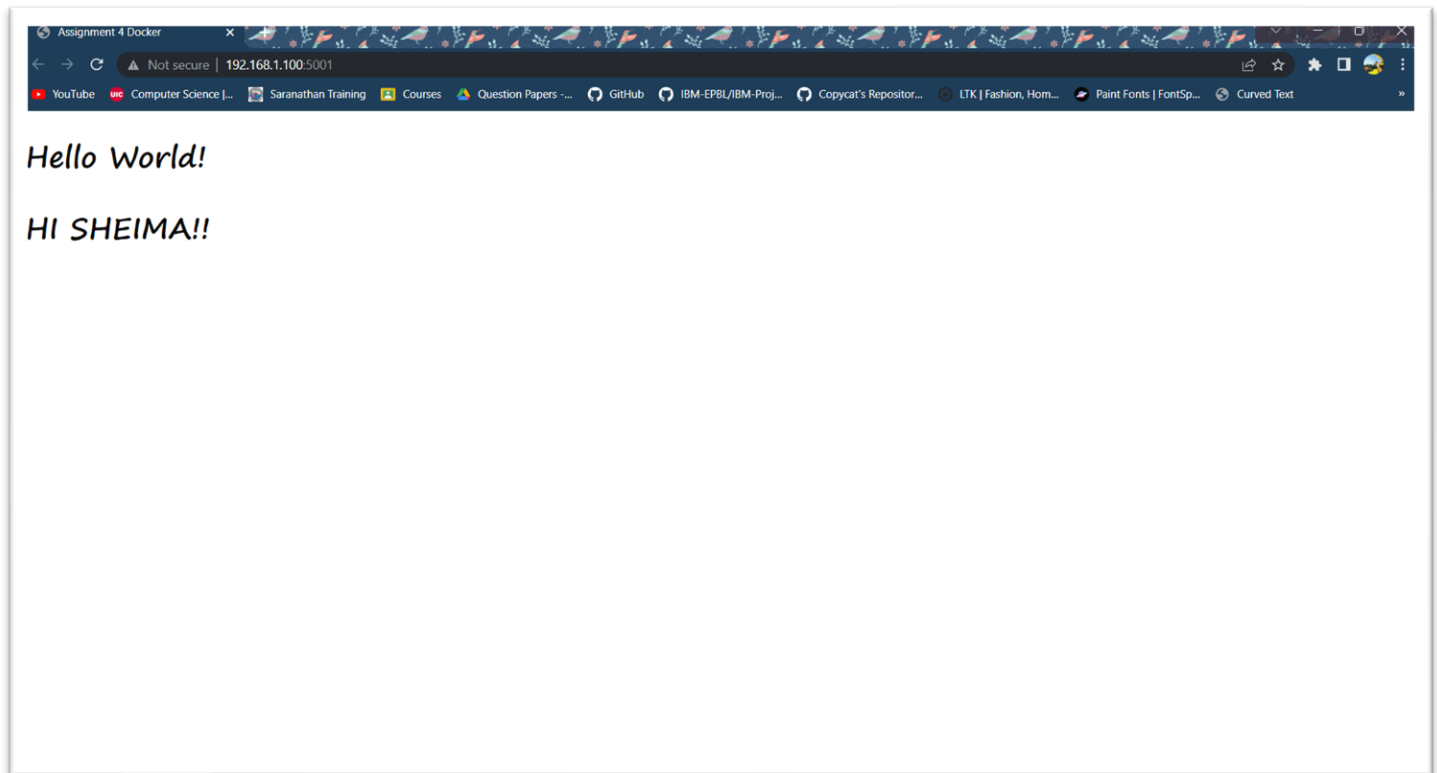 Assignment 4 Docker
Not secure | 192.168.1.100:5001
YouTube UIC Computer Science |... Saranathan Training Courses Question Papers -... GitHub IBM-EPBL/IBM-Proj... Copycat's Repositor... LTK | Fashion, Hom... Paint Fonts | FontSp... Curved Text »
Hello World!
HI SHEIMA!!